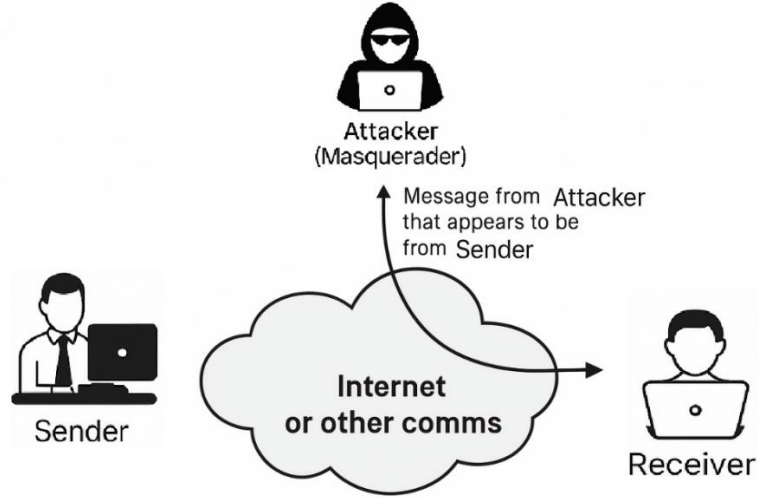 Attacker
(Masquerader)
Message from Attacker
that appears to be
from Sender
Internet
or other comms
Sender
Receiver